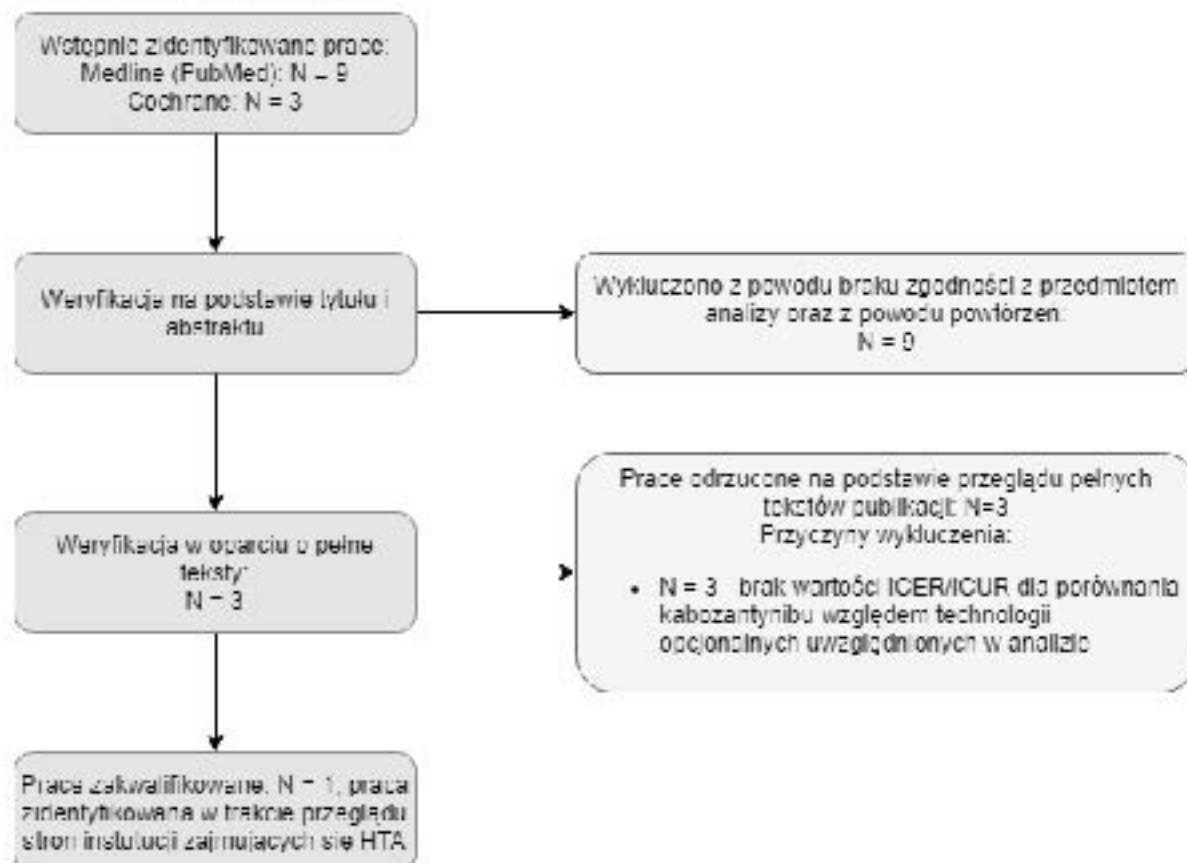 Wstępnie zidentyfikowane prace:
Medline (PubMed): N = 9
Cochrane: N = 3
Weryfikacja na podstawie tytułu i
abstraktu
Wykluczono z powodu braku zgodności z przedmiotem
analizy oraz z powodu powtórzeń:
N = 9
Weryfikacja w oparciu o pełne
teksty:
N = 3
Prace odrzucone na podstawie przeglądu pełnych
tekstów publikacji: N=3
Przyczyny wykluczenia:
• N = 3 - brak wartości ICER/ICUR dla porównania
kabozantynibu względem technologii
opcjonalnych uwzględnionych w analizie
Prace zakwalifikowane: N = 1, praca
zidentyfikowana w trakcie przeglądu
stron instutucji zajmujących się HTA